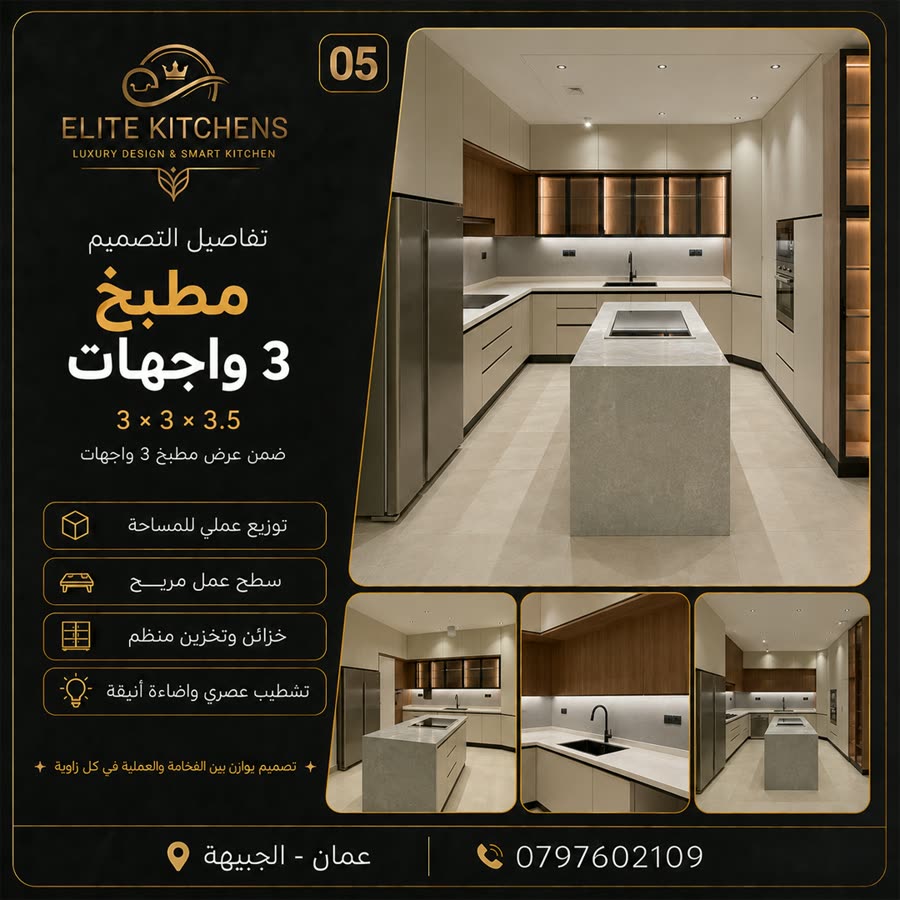 ELITE KITCHENS
LUXURY DESIGN & SMART KITCHEN
05
تفاصيل التصميم
مطبخ
3 واجهات
3 × 3 × 3.5
ضمن عرض مطبخ 3 واجهات
توزيع عملي للمساحة
سطح عمل مريـــح
خزائن وتخزين منظم
تشطيب عصري واضاءة أنيقة
تصميم يوازن بين الفخامة والعملية في كل زاوية
عمان - الجبيهة
0797602109